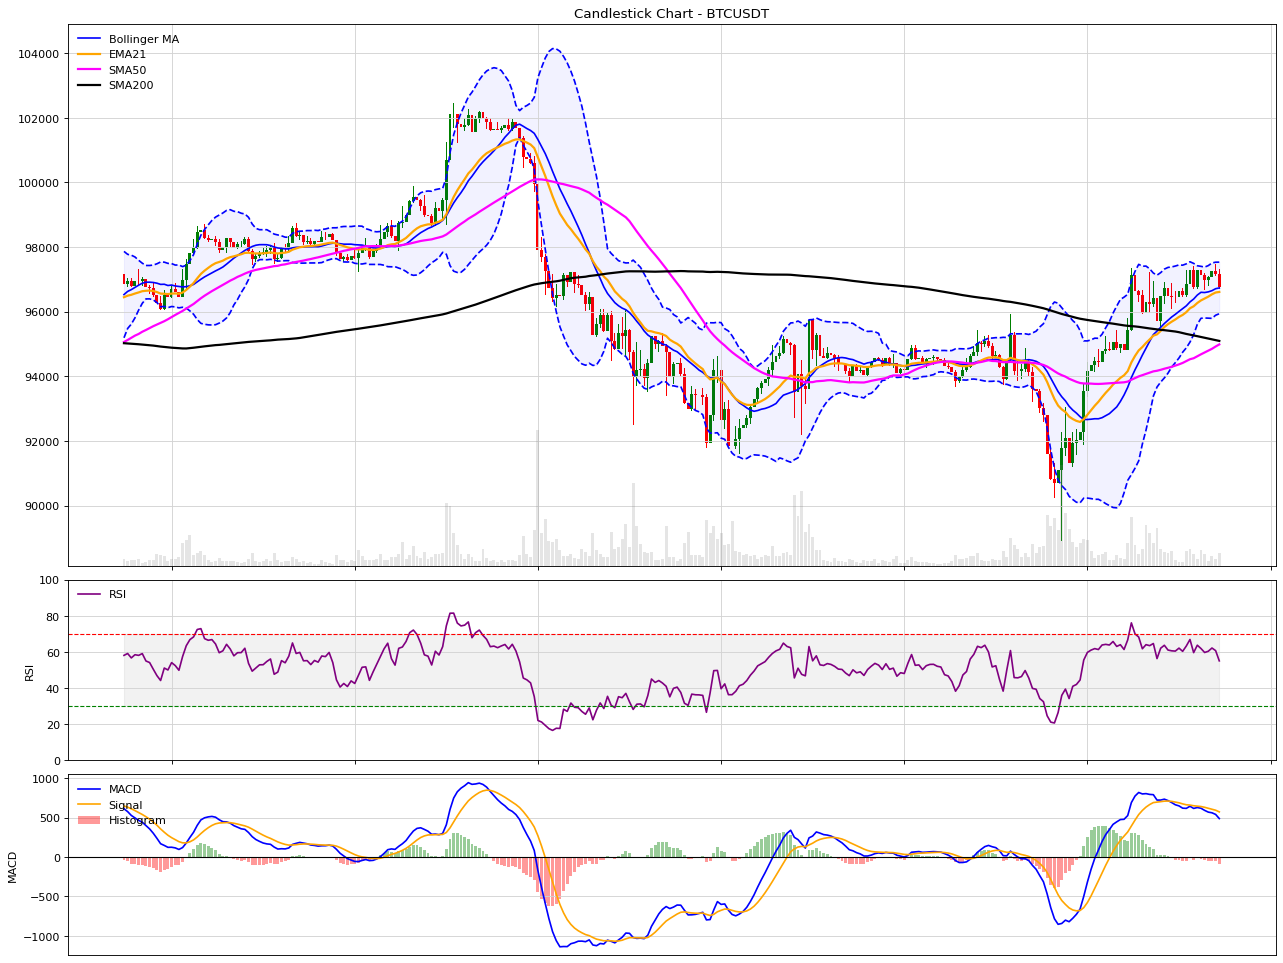 Candlestick Chart - BTCUSDT
Bollinger MA
EMA21
SMA50
SMA200
104000
102000
100000
98000
96000
94000
92000
90000
RSI
100
80
60
40
20
0
RSI
MACD
Signal
Histogram
1000
500
0
−500
−1000
MACD